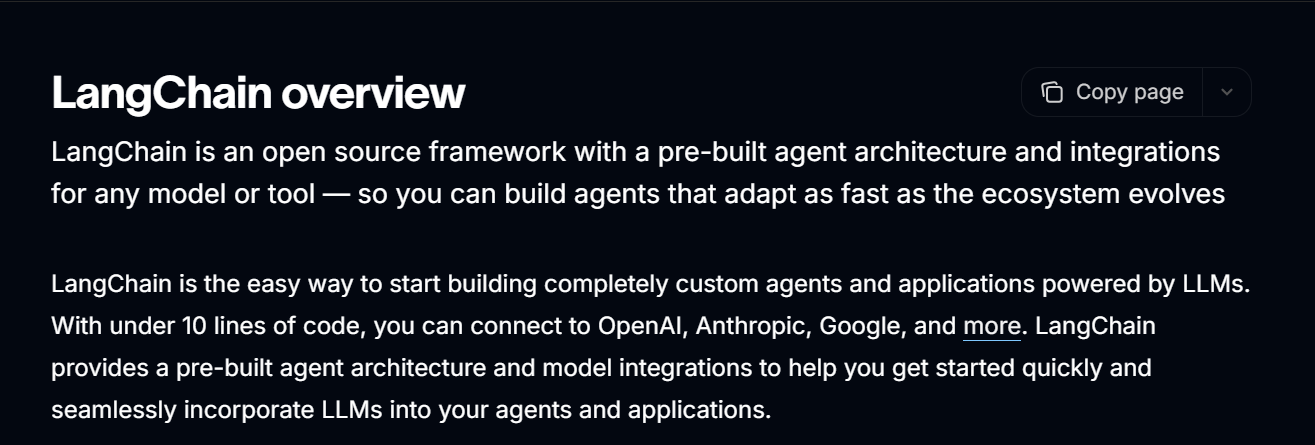 LangChain overview
Copy page
LangChain is an open source framework with a pre-built agent architecture and integrations
for any model or tool — so you can build agents that adapt as fast as the ecosystem evolves
LangChain is the easy way to start building completely custom agents and applications powered by LLMs.
With under 10 lines of code, you can connect to OpenAI, Anthropic, Google, and more. LangChain
provides a pre-built agent architecture and model integrations to help you get started quickly and
seamlessly incorporate LLMs into your agents and applications.